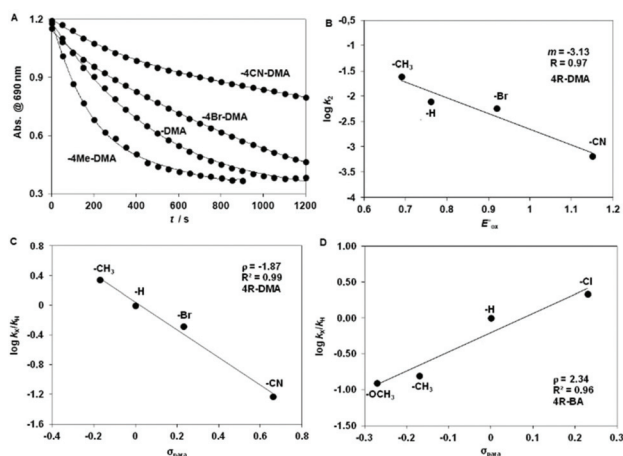 A
1.2
0.9
0.6
0.3
Abs. @ 690 nm
-4CN-DMA
-4Br-DMA
-DMA
-4Me-DMA
0 200 400 600 800 1000 1200
t / s
B
-0,5
-1
-1.5
-2
-2.5
-3
-3.5
-4
log k2
m = -3.13
R = 0.97
4R-DMA
-CH3
-H
-Br
-CN
0.6 0.7 0.8 0.9 1 1.1 1.2
E°ox
C
0.8
0.4
0
-0.4
-0.8
-1.2
-1.6
log kX/kH
ρ = -1.87
R² = 0.99
4R-DMA
-CH3
-H
-Br
-CN
-0.4 -0.2 0 0.2 0.4 0.6 0.8
σpara
D
1.00
0.50
0.00
-0.50
-1.00
-1.50
log kX/kH
-Cl
-H
-CH3
-OCH3
ρ = 2.34
R² = 0.96
4R-BA
-0.3 -0.2 -0.1 0 0.1 0.2 0.3
σpara